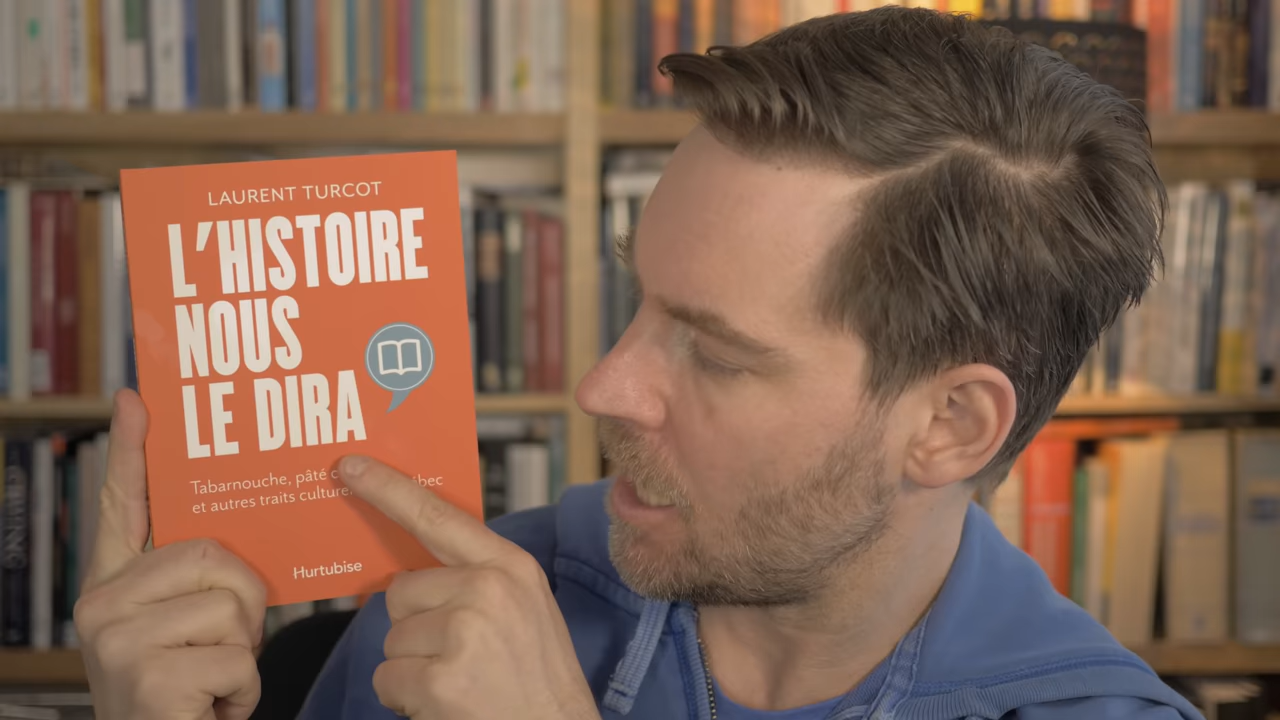 LAURENT TURCOT
L'HISTOIRE
NOUS
LE DIRA
Tabarnouche, pâté
et autres traits
Hurtubise